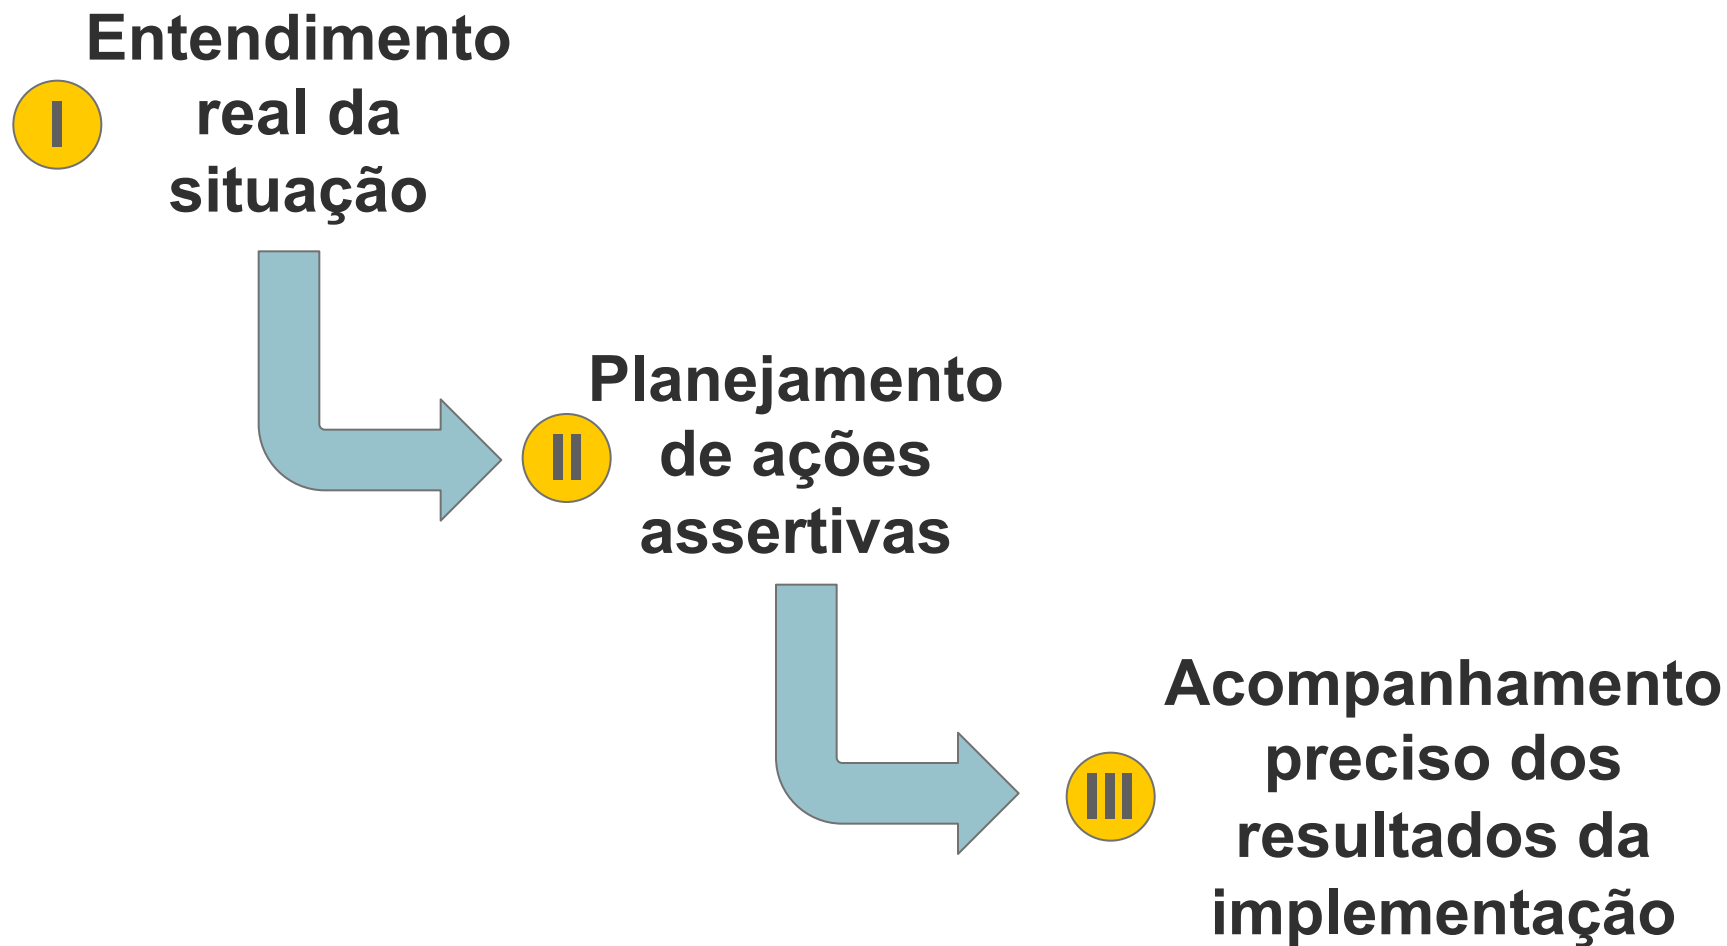 Entendimento
real da
situação
I
Planejamento
de ações
assertivas
II
Acompanhamento
preciso dos
resultados da
implementação
III